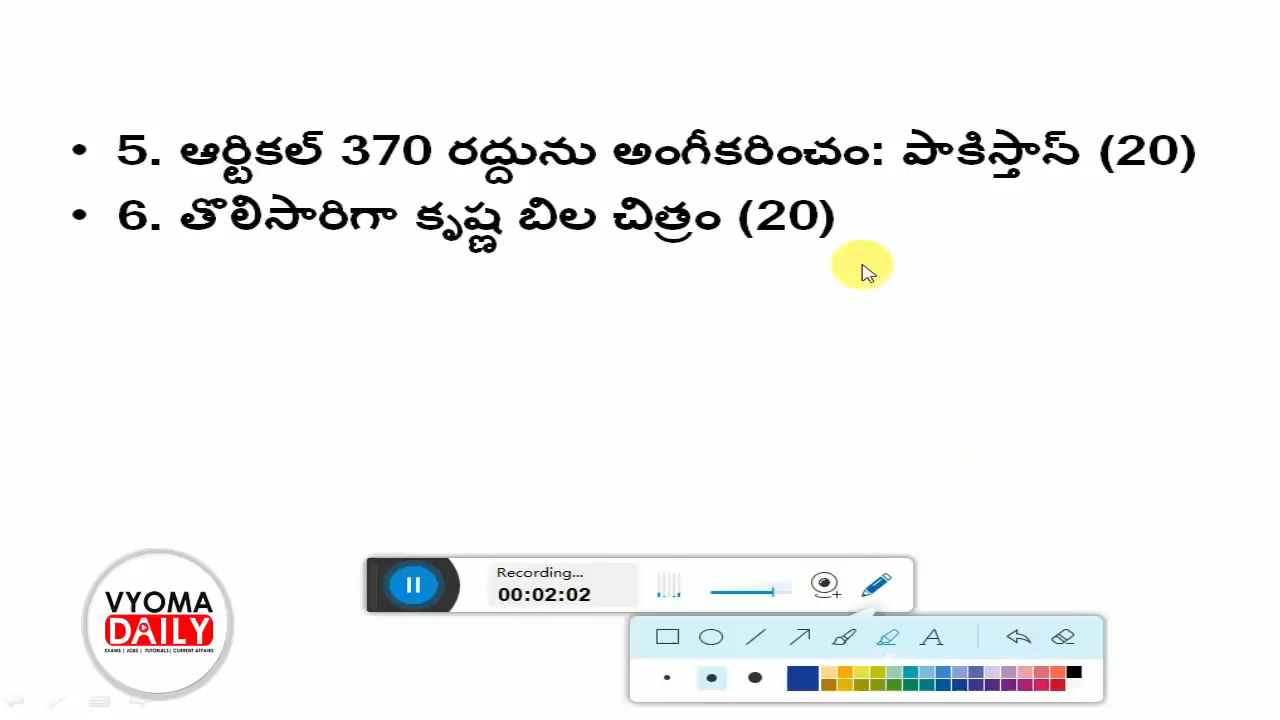 • 5. ఆర్టికల్ 370 రద్దును అంగీకరించం: పాకిస్తాన్ (20)
• 6. తొలిసారిగా కృష్ణ బిల చిత్రం (20)
Recording...
00:02:02
A
VYOMA
DAILY
EXAMS | JOBS | TUTORIALS | CURRENT AFFAIRS